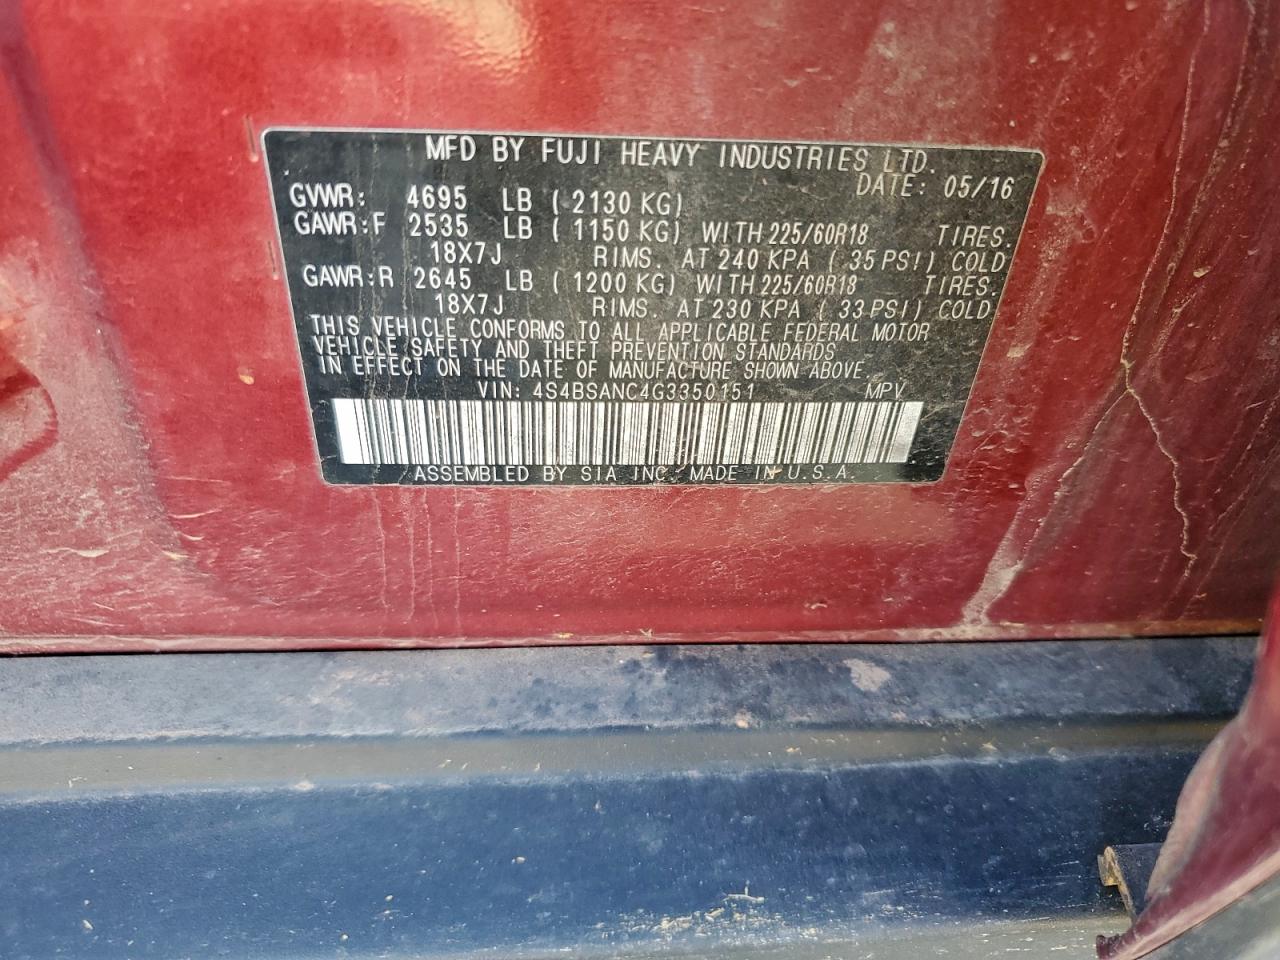 MFD BY FUJI HEAVY INDUSTRIES LTD.
DATE: 05/16
GVWR: 4695 LB (2130 KG)
GAWR:F 2535 LB (1150 KG) WITH 225/60R18 TIRES.
18X7J RIMS. AT 240 KPA (35 PSI) COLD
GAWR:R 2645 LB (1200 KG) WITH 225/60R18 TIRES.
18X7J RIMS. AT 230 KPA (33 PSI) COLD
THIS VEHICLE CONFORMS TO ALL APPLICABLE FEDERAL MOTOR
VEHICLE SAFETY AND THEFT PREVENTION STANDARDS
IN EFFECT ON THE DATE OF MANUFACTURE SHOWN ABOVE.
VIN: 4S4BSANC4G3350151 MPV
ASSEMBLED BY SIA INC. MADE IN U.S.A.